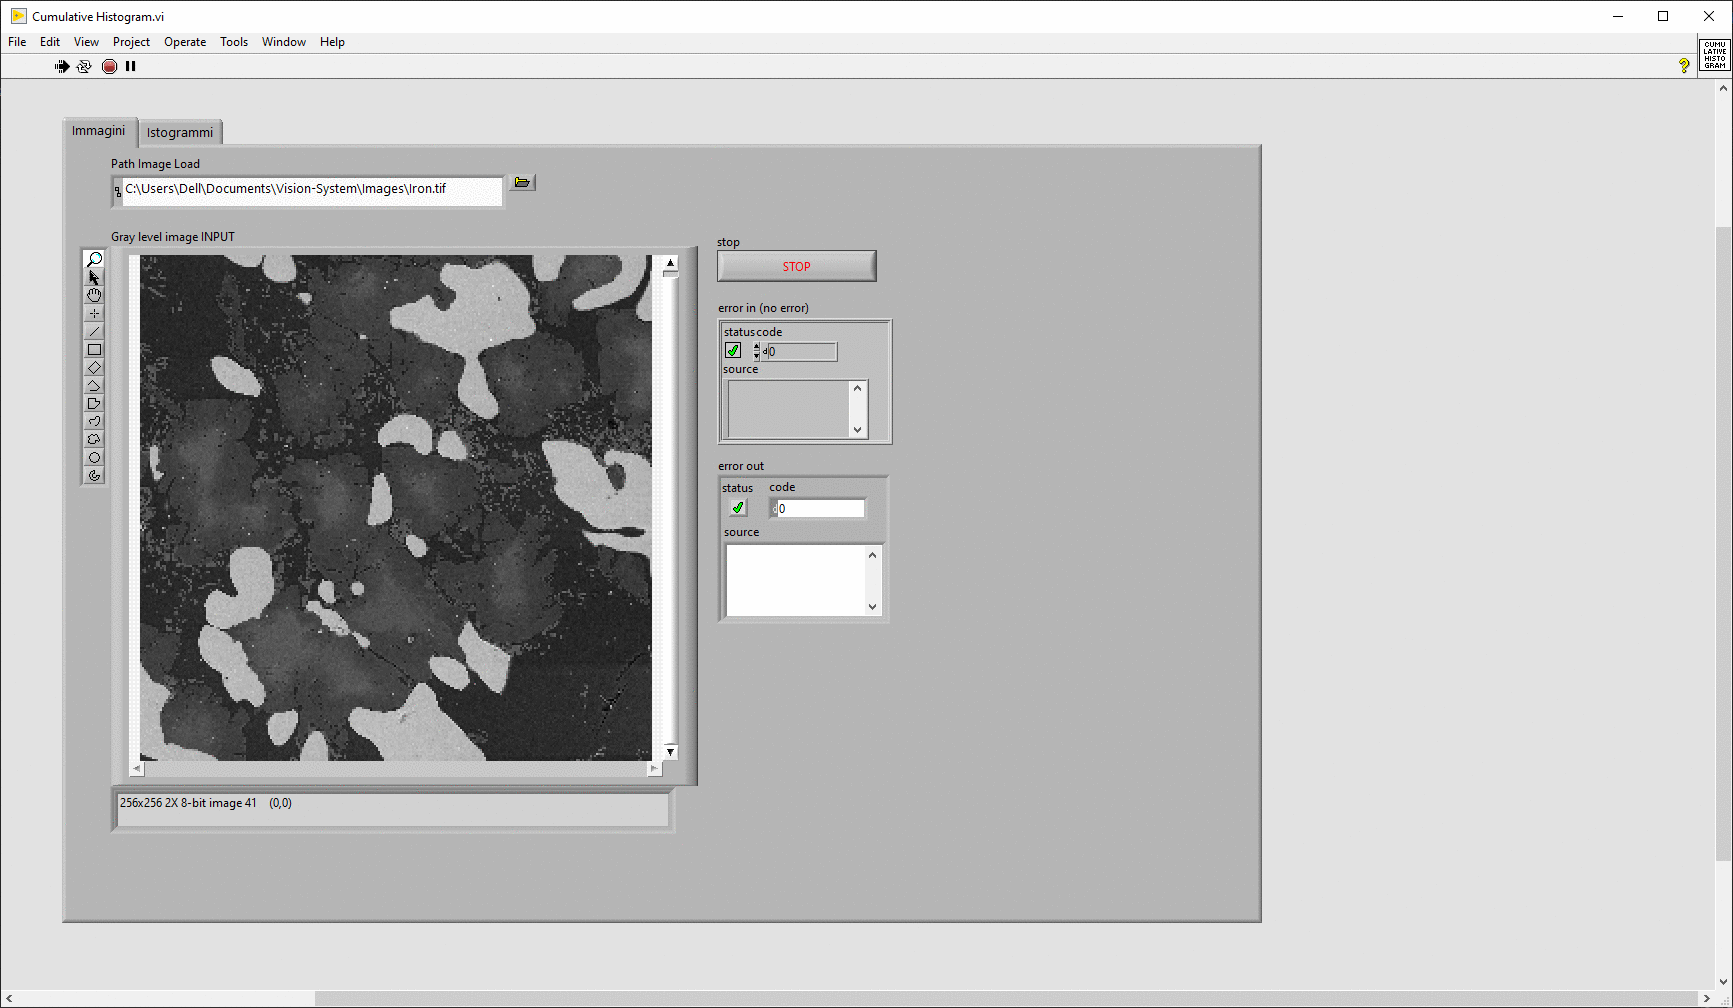 Cumulative Histogram.vi
File Edit View Project Operate Tools Window Help
CUMU
LATIVE
HISTO
GRAM
Immagini Istogrammi
Path Image Load
C:\Users\Dell\Documents\Vision-System\Images\Iron.tif
Gray level image INPUT
stop
STOP
error in (no error)
status code
d 0
source
error out
status code
d 0
source
256x256 2X 8-bit image 41 (0,0)